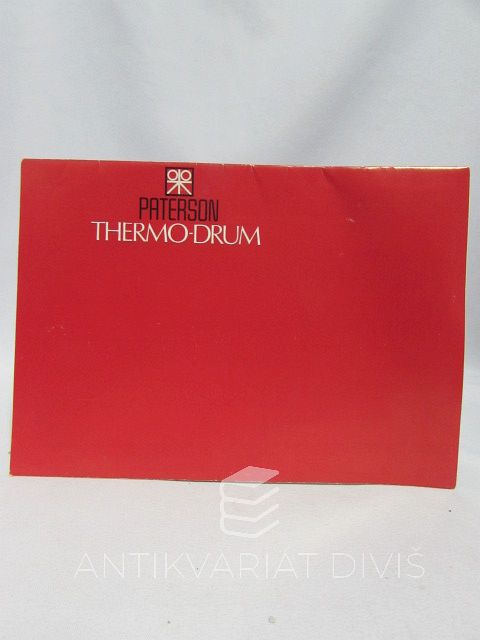 PATERSON
THERMO-DRUM
ANTIKVARIÁT DIVIŠ